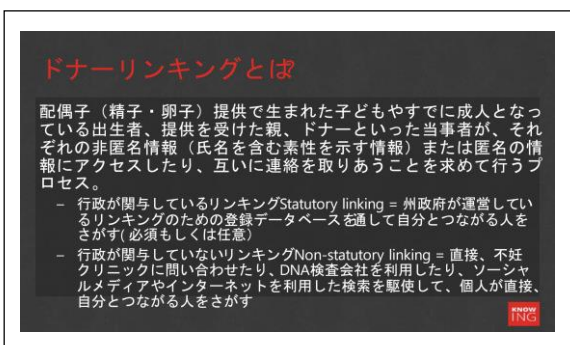 ドナーリンキングとは?
配偶子（精子・卵子）提供で生まれた子どもやすでに成人となっ
ている出生者、提供を受けた親、ドナーといった当事者が、それ
ぞれの非匿名情報（氏名を含む素性を示す情報）または匿名の情
報にアクセスしたり、互いに連絡を取りあうことを求めて行うプ
ロセス。
– 行政が関与しているリンキングStatutory linking = 州政府が運営してい
るリンキングのための登録データベースを通して自分とつながる人を
さがす(必須もしくは任意）
– 行政が関与していないリンキングNon-statutory linking = 直接、不妊
クリニックに問い合わせたり、DNA検査会社を利用したり、ソーシャ
ルメディアやインターネットを利用した検索を駆使して、個人が直接、
自分とつながる人をさがす
KNOW
ING